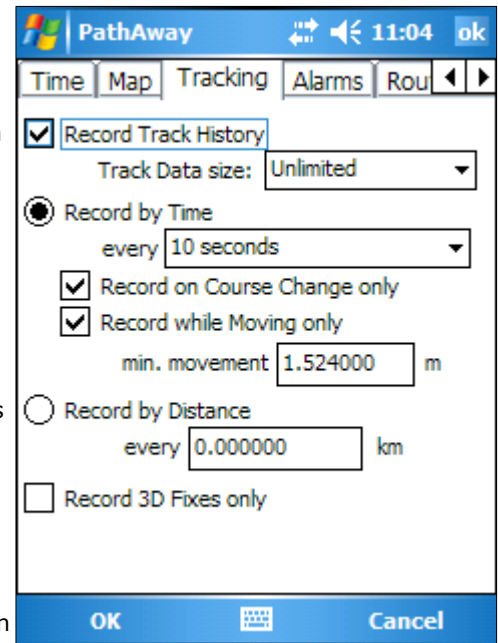 PathAway 11:04 ok
Time Map Tracking Alarms Rou
Record Track History
Track Data size: Unlimited
Record by Time
every 10 seconds
Record on Course Change only
Record while Moving only
min. movement 1.524000 m
s Record by Distance
every 0.000000 km
Record 3D Fixes only
n OK Cancel